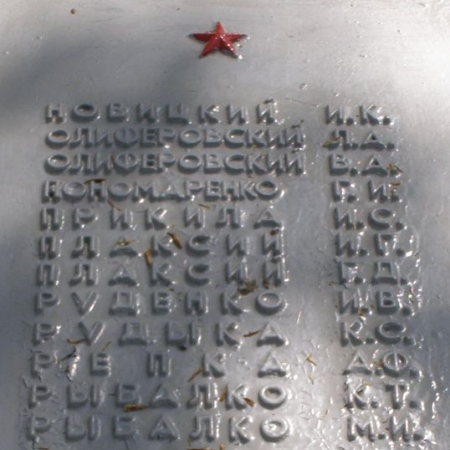 НОВИЦКИЙ И.К.
ОЛИФЕРОВСКИЙ Л.Д.
ОЛИФЕРОВСКИЙ В.Д.
ПОНОМАРЕНКО Г.И.
ПРИКИЛА И.С.
ПЛАКСИЙ И.Г.
ПЛАКСИЙ Г.Д.
РУДЕНКО И.В.
РУДЦКА К.О.
РЕПКА А.Ф.
РЫБАЛКО К.Т.
РЫБАЛКО М.И.